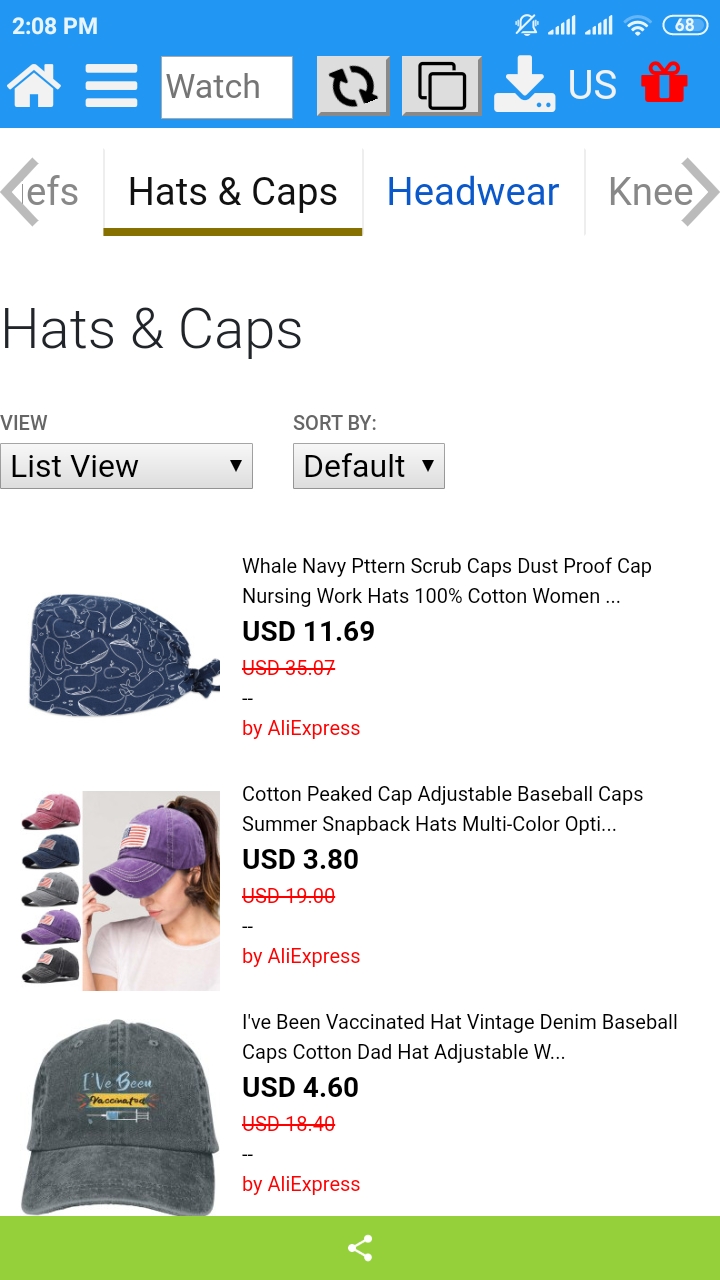 2:08 PM
68
Watch
US
efs
Hats & Caps
Headwear
Knee
Hats & Caps
VIEW
SORT BY:
List View
Default
Whale Navy Pttern Scrub Caps Dust Proof Cap
Nursing Work Hats 100% Cotton Women ...
USD 11.69
USD 35.07
--
by AliExpress
Cotton Peaked Cap Adjustable Baseball Caps
Summer Snapback Hats Multi-Color Opti...
USD 3.80
USD 19.00
--
by AliExpress
I've Been Vaccinated Hat Vintage Denim Baseball
Caps Cotton Dad Hat Adjustable W...
I've Been
Vaccinated
USD 4.60
USD 18.40
--
by AliExpress